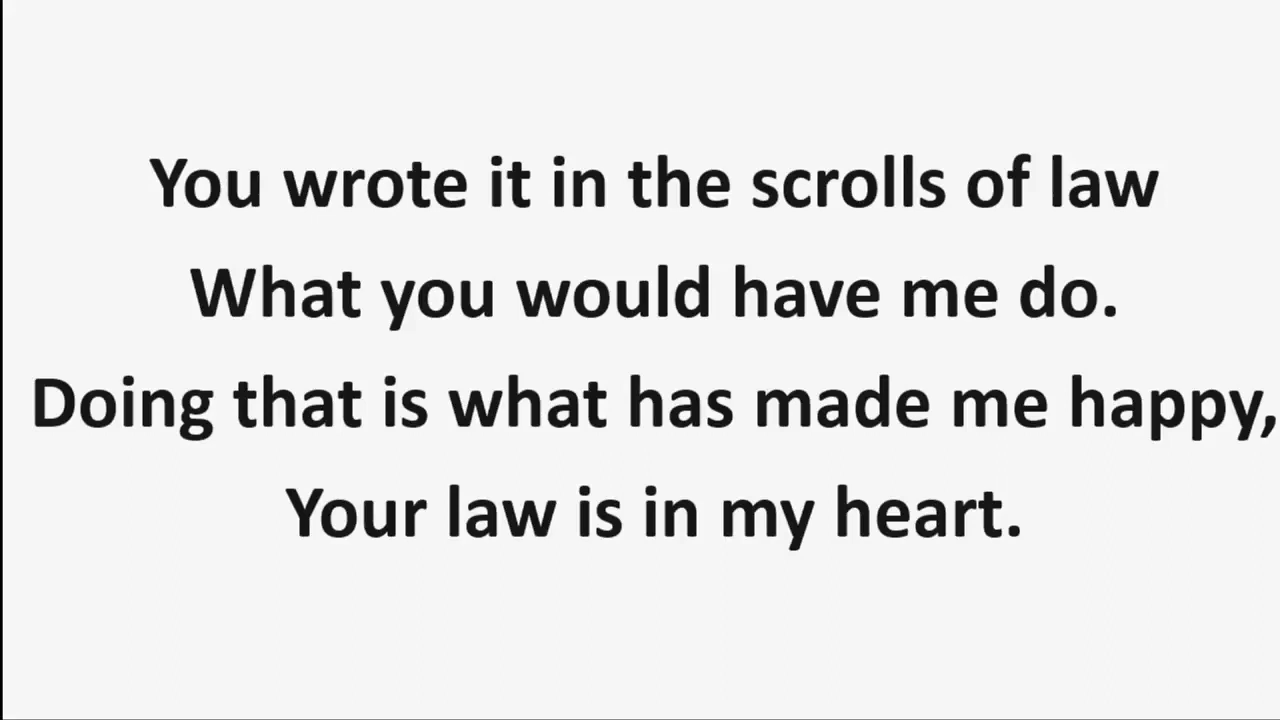 You wrote it in the scrolls of law
What you would have me do.
Doing that is what has made me happy,
Your law is in my heart.